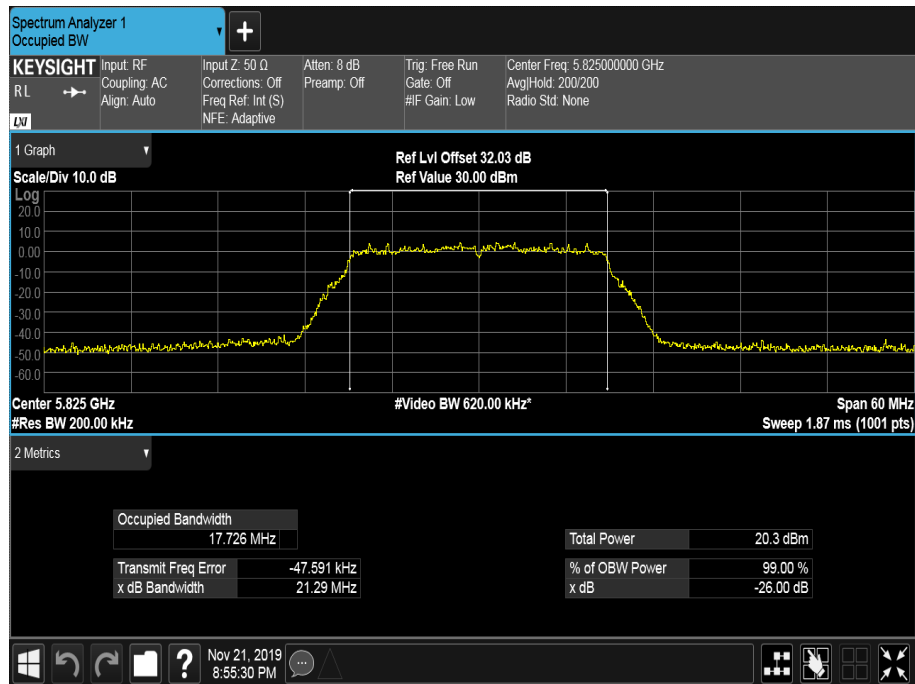 Spectrum Analyzer 1
Occupied BW
KEYSIGHT
RL
LXI
Input: RF
Coupling: AC
Align: Auto
Input Z: 50 Ω
Corrections: Off
Freq Ref: Int (S)
NFE: Adaptive
Atten: 8 dB
Preamp: Off
Trig: Free Run
Gate: Off
#IF Gain: Low
Center Freq: 5.825000000 GHz
Avg|Hold: 200/200
Radio Std: None
1 Graph
Scale/Div 10.0 dB
Ref Lvl Offset 32.03 dB
Ref Value 30.00 dBm
Log
20.0
10.0
0.00
-10.0
-20.0
-30.0
-40.0
-50.0
-60.0
Center 5.825 GHz
#Video BW 620.00 kHz*
Span 60 MHz
#Res BW 200.00 kHz
Sweep 1.87 ms (1001 pts)
2 Metrics
Occupied Bandwidth
17.726 MHz
Total Power 20.3 dBm
Transmit Freq Error -47.591 kHz
% of OBW Power 99.00 %
x dB Bandwidth 21.29 MHz
x dB -26.00 dB
?
Nov 21, 2019
8:55:30 PM